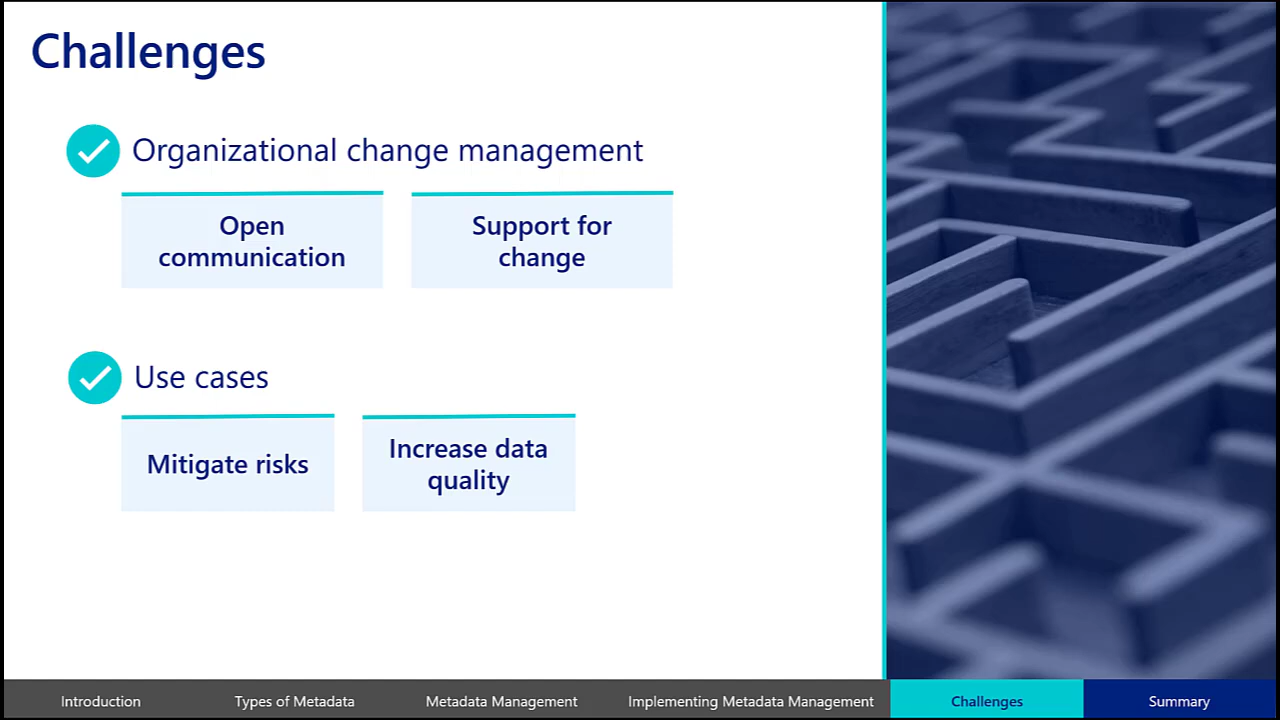 Challenges
Organizational change management
Open
communication
Support for
change
Use cases
Mitigate risks
Increase data
quality
Introduction
Types of Metadata
Metadata Management
Implementing Metadata Management
Challenges
Summary